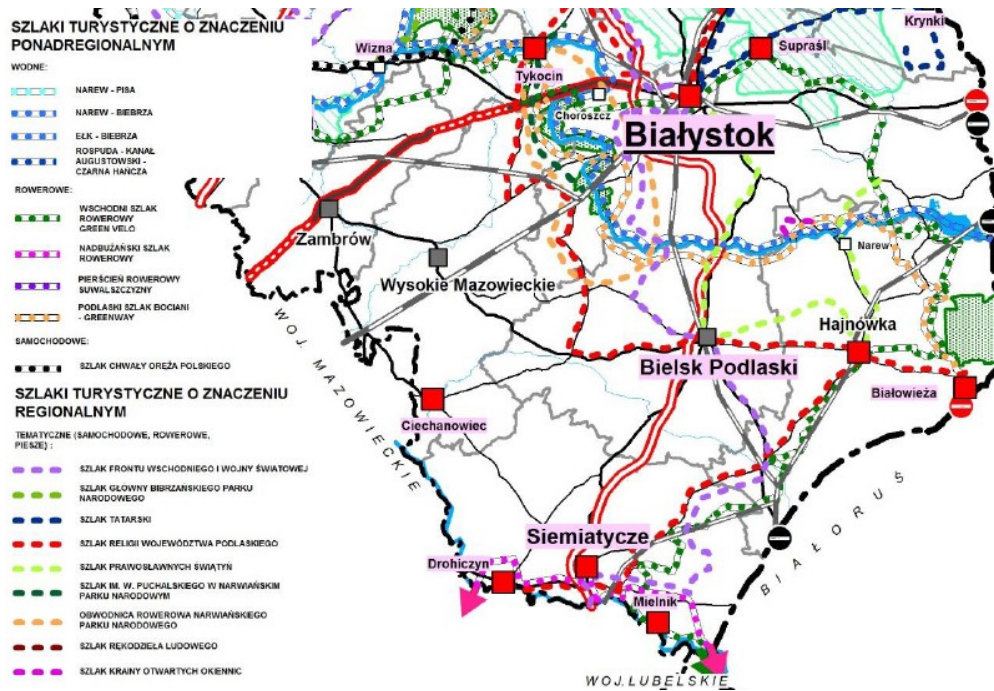 SZLAKI TURYSTYCZNE O ZNACZENIU
PONADREGIONALNYM
WODNE:
NAREW - PISA
NAREW - BIEBRZA
EŁK - BIEBRZA
ROSPUDA - KANAŁ
AUGUSTOWSKI -
CZARNA HAŃCZA
ROWEROWE:
WSCHODNI SZLAK
ROWEROWY
GREEN VELO
NADBUŻAŃSKI SZLAK
ROWEROWY
PIERŚCIEŃ ROWEROWY
SUWALSZCZYZNY
PODLASKI SZLAK BOCIANI
- GREENWAY
SAMOCHODOWE:
SZLAK CHWAŁY ORĘŻA POLSKIEGO
SZLAKI TURYSTYCZNE O ZNACZENIU
REGIONALNYM
TEMATYCZNE (SAMOCHODOWE, ROWEROWE,
PIESZE) :
SZLAK FRONTU WSCHODNIEGO I WOJNY ŚWIATOWEJ
SZLAK GŁÓWNY BIBRZAŃSKIEGO PARKU
NARODOWEGO
SZLAK TATARSKI
SZLAK RELIGII WOJEWÓDZTWA PODLASKIEGO
SZLAK PRAWOSŁAWNYCH ŚWIĄTYŃ
SZLAK IM. W. PUCHALSKIEGO W NARWIAŃSKIM
PARKU NARODOWYM
OBWODNICA ROWEROWA NARWIAŃSKIEGO
PARKU NARODOWEGO
SZLAK RĘKODZIEŁA LUDOWEGO
SZLAK KRAINY OTWARTYCH OKIENNIC
Krynki
Wizna
Supraśl
Tykocin
Choroszcz
Białystok
Zambrów
Narew
Wysokie Mazowieckie
Hajnówka
WOJ. MAZOWIECKIE
Bielsk Podlaski
Białowieża
Ciechanowiec
BIAŁORUŚ
Siemiatycze
Drohiczyn
Mielnik
WOJ. LUBELSKIE